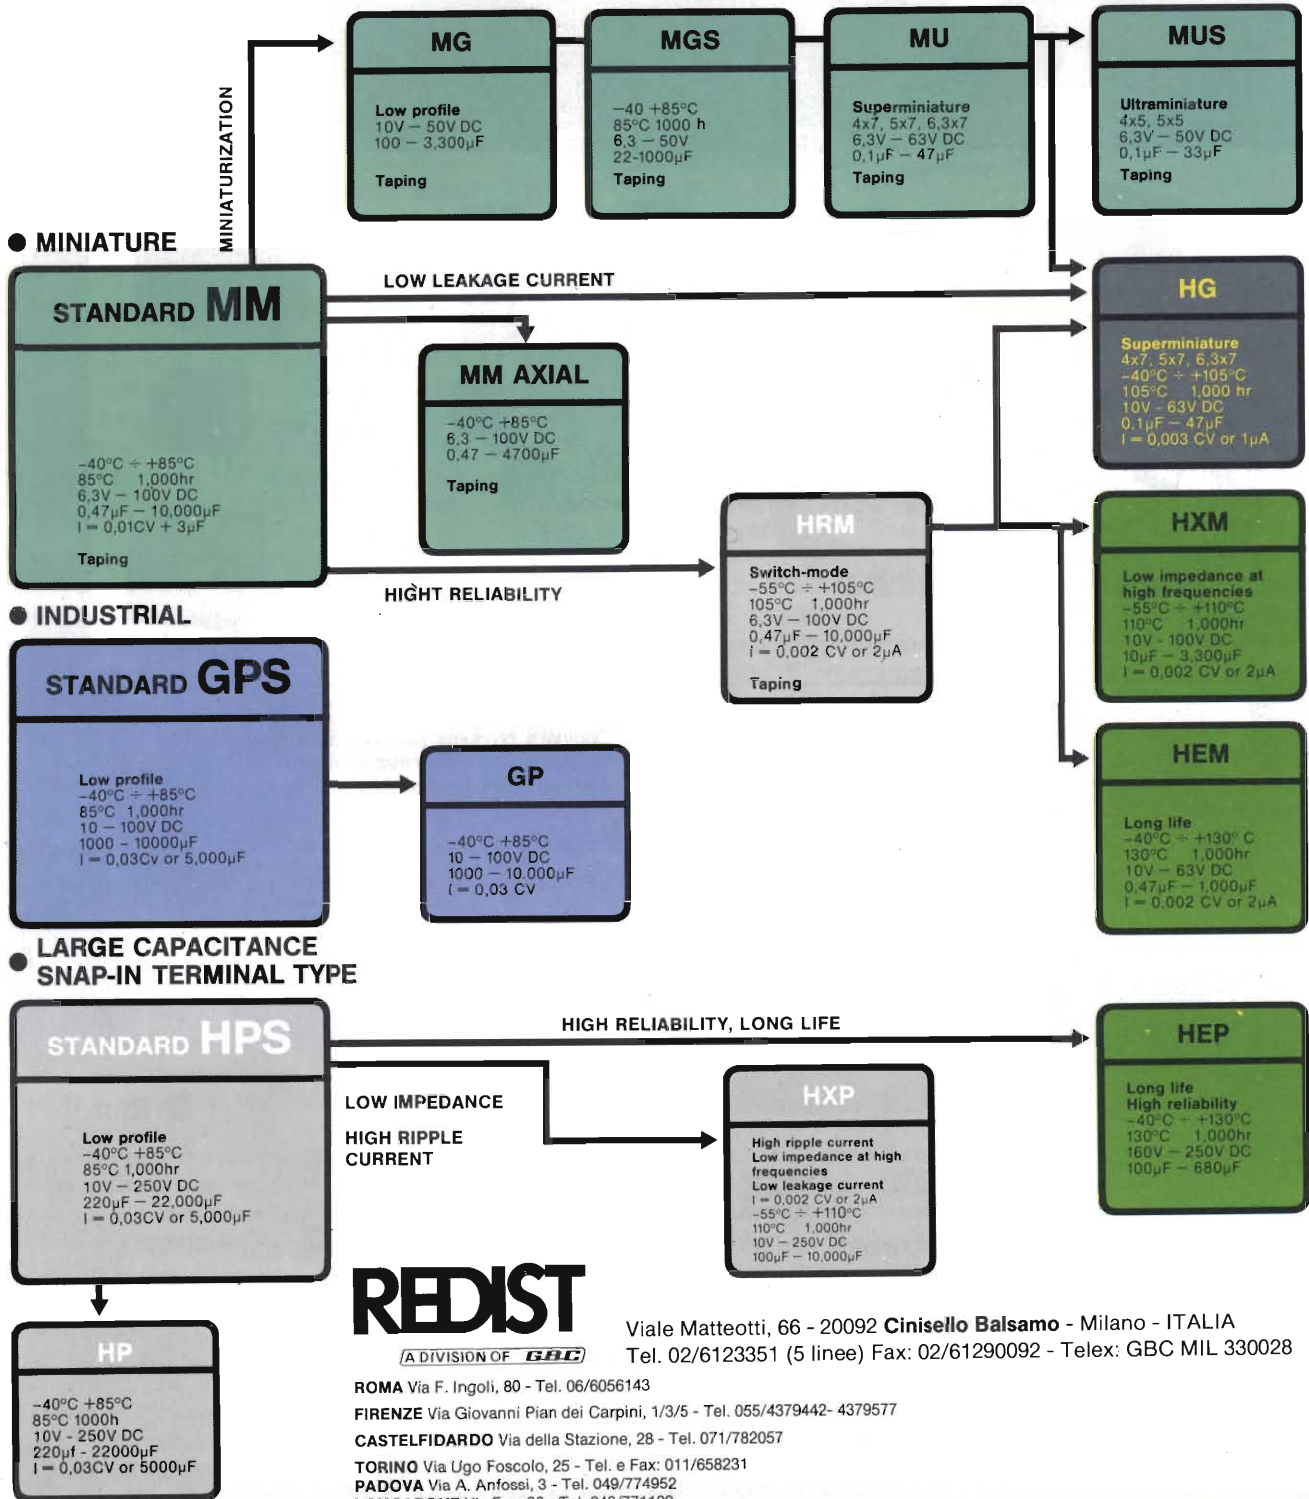 MINIATURIZATION
MG
Low profile
10V — 50V DC
100 — 3,300µF
Taping
MGS
—40 +85°C
85°C 1000 h
6,3 — 50V
22-1000µF
Taping
MU
Superminiature
4x7, 5x7, 6,3x7
6,3V — 63V DC
0,1µF — 47µF
Taping
MUS
Ultraminiature
4x5, 5x5
6,3V — 50V DC
0,1µF — 33µF
Taping
● MINIATURE
STANDARD MM
-40°C ÷ +85°C
85°C 1,000hr
6,3V — 100V DC
0,47µF — 10,000µF
I = 0,01CV + 3µF
Taping
LOW LEAKAGE CURRENT
MM AXIAL
-40°C +85°C
6,3 — 100V DC
0,47 — 4700µF
Taping
HIGHT RELIABILITY
HRM
Switch-mode
-55°C ÷ +105°C
105°C 1,000hr
6,3V — 100V DC
0,47µF — 10,000µF
I = 0,002 CV or 2µA
Taping
HG
Superminiature
4x7, 5x7, 6,3x7
-40°C ÷ +105°C
105°C 1,000 hr
10V - 63V DC
0,1µF — 47µF
I = 0,003 CV or 1µA
HXM
Low impedance at
high frequencies
-55°C ÷ +110°C
110°C 1,000hr
10V - 100V DC
10µF — 3,300µF
I = 0,002 CV or 2µA
HEM
Long life
-40°C ÷ +130° C
130°C 1,000hr
10V — 63V DC
0,47µF — 1,000µF
I = 0,002 CV or 2µA
● INDUSTRIAL
STANDARD GPS
Low profile
-40°C ÷ +85°C
85°C 1,000hr
10 — 100V DC
1000 - 10000µF
I = 0,03Cv or 5,000µF
GP
-40°C +85°C
10 — 100V DC
1000 — 10.000µF
I = 0,03 CV
● LARGE CAPACITANCE
SNAP-IN TERMINAL TYPE
STANDARD HPS
Low profile
-40°C +85°C
85°C 1,000hr
10V — 250V DC
220µF — 22,000µF
I = 0,03CV or 5,000µF
HIGH RELIABILITY, LONG LIFE
LOW IMPEDANCE
HIGH RIPPLE
CURRENT
HXP
High ripple current
Low impedance at high
frequencies
Low leakage current
I = 0,002 CV or 2µA
-55°C ÷ +110°C
110°C 1,000hr
10V — 250V DC
100µF — 10,000µF
HEP
Long life
High reliability
-40°C ÷ +130°C
130°C 1,000hr
160V — 250V DC
100µF — 680µF
HP
-40°C +85°C
85°C 1000h
10V - 250V DC
220µf - 22000µF
I = 0,03CV or 5000µF
REDIST
A DIVISION OF GBC
Viale Matteotti, 66 - 20092 Cinisello Balsamo - Milano - ITALIA
Tel. 02/6123351 (5 linee) Fax: 02/61290092 - Telex: GBC MIL 330028
ROMA Via F. Ingoli, 80 - Tel. 06/6056143
FIRENZE Via Giovanni Pian dei Carpini, 1/3/5 - Tel. 055/4379442- 4379577
CASTELFIDARDO Via della Stazione, 28 - Tel. 071/782057
TORINO Via Ugo Foscolo, 25 - Tel. e Fax: 011/658231
PADOVA Via A. Anfossi, 3 - Tel. 049/774952